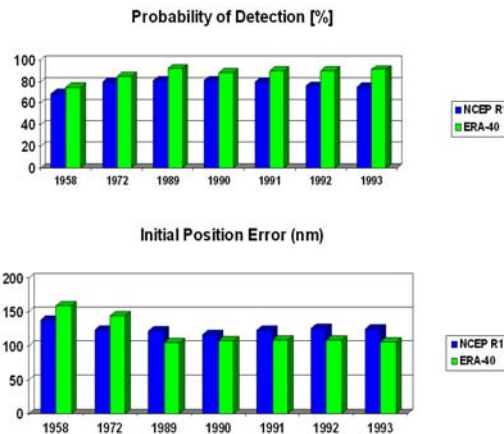 Probability of Detection [%]
100
80
60
40
20
0
1958 1972 1989 1990 1991 1992 1993
NCEP R1
ERA-40
Initial Position Error (nm)
200
150
100
50
0
1958 1972 1989 1990 1991 1992 1993
NCEP R1
ERA-40